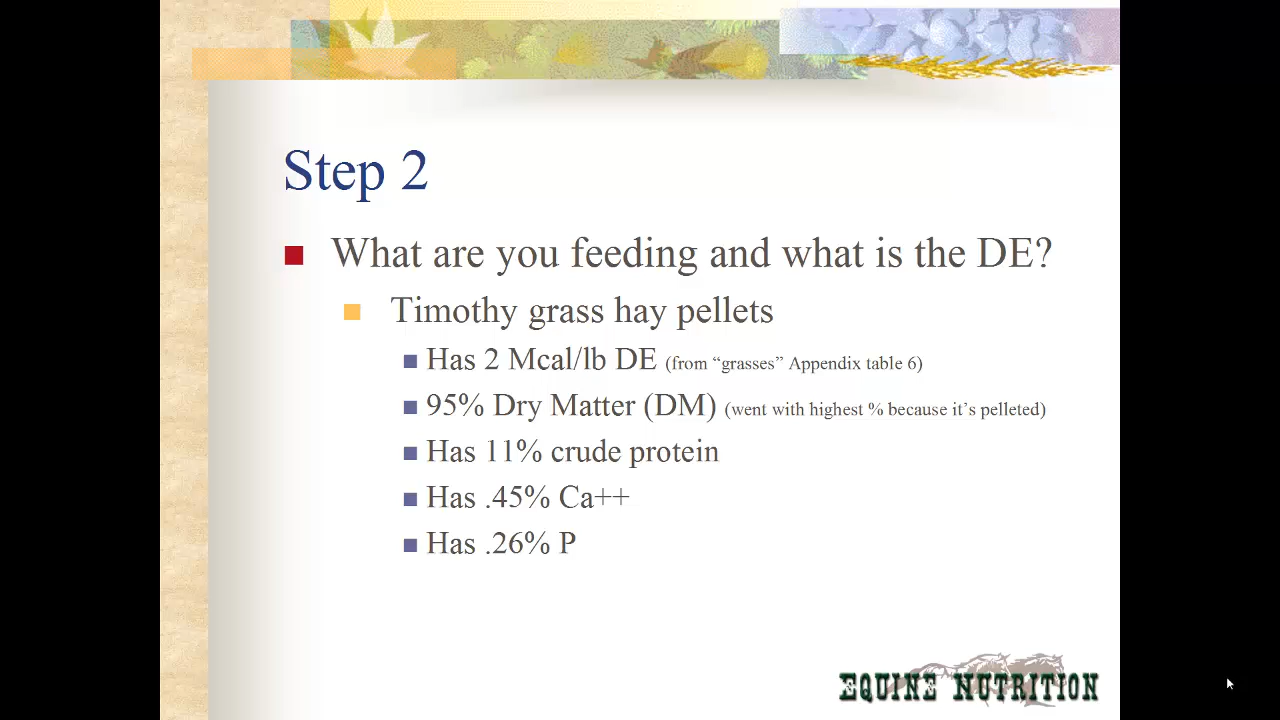 Step 2
What are you feeding and what is the DE?
Timothy grass hay pellets
Has 2 Mcal/lb DE (from “grasses” Appendix table 6)
95% Dry Matter (DM) (went with highest % because it’s pelleted)
Has 11% crude protein
Has .45% Ca++
Has .26% P
EQUINE NUTRITION